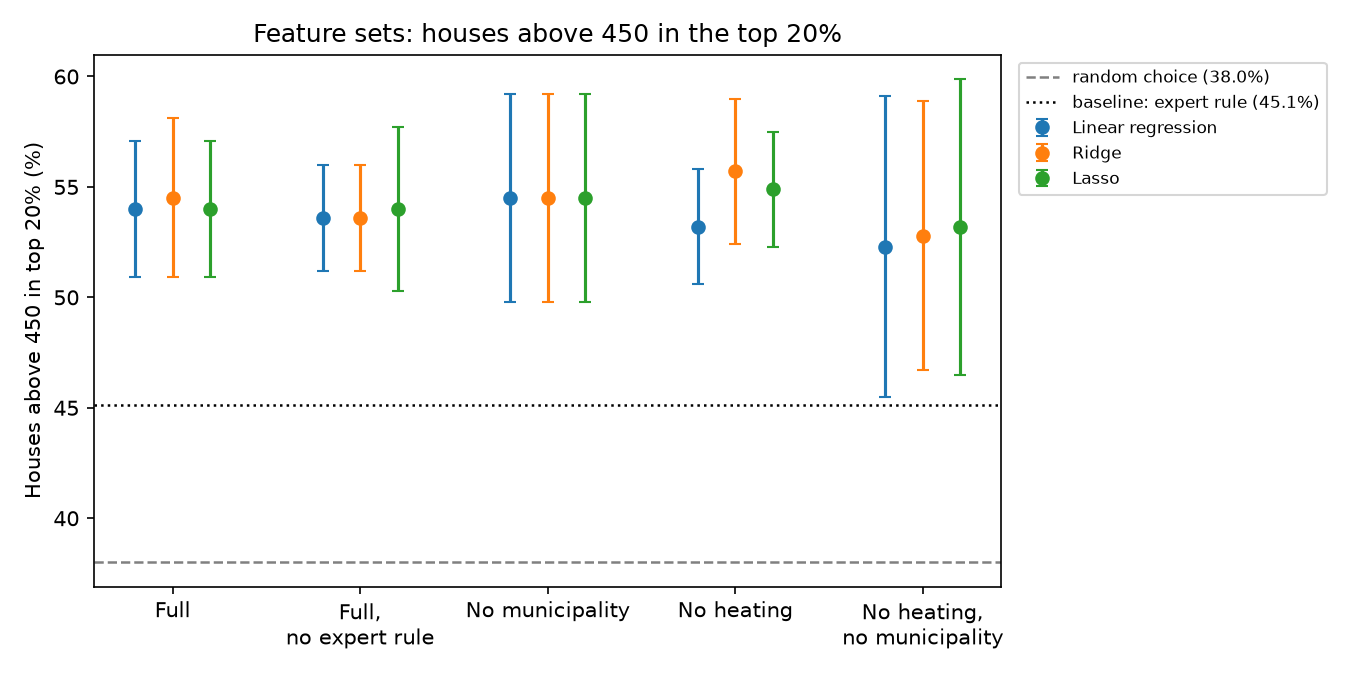 Feature sets: houses above 450 in the top 20%
Houses above 450 in top 20% (%)
60
55
50
45
40
Full
Full,
no expert rule
No municipality
No heating
No heating,
no municipality
random choice (38.0%)
baseline: expert rule (45.1%)
Linear regression
Ridge
Lasso